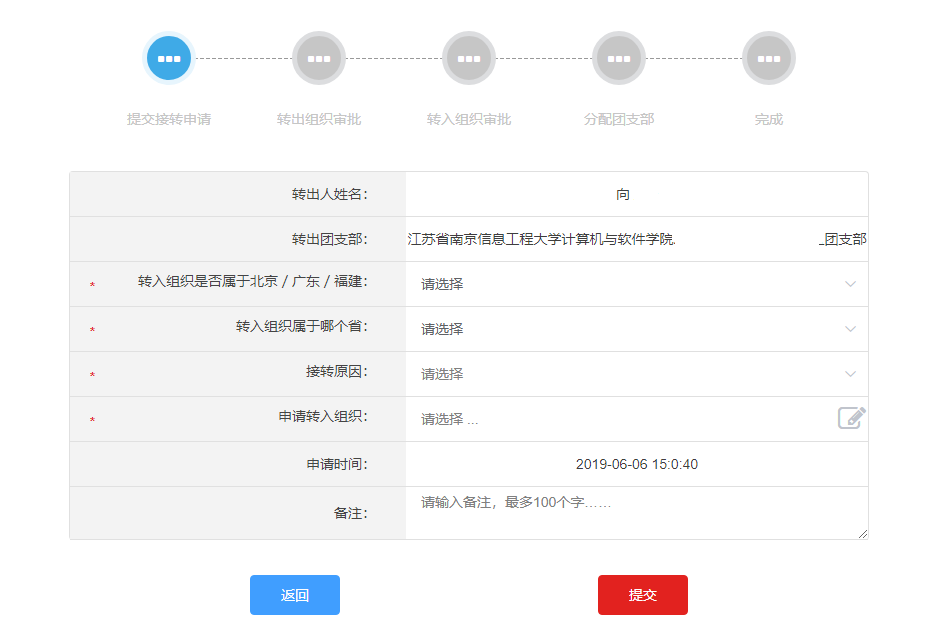 提交接转申请 转出组织审批 转入组织审批 分配团支部 完成
转出人姓名： 向
转出团支部： 江苏省南京信息工程大学计算机与软件学院 _团支部
* 转入组织是否属于北京 / 广东 / 福建： 请选择
* 转入组织属于哪个省： 请选择
* 接转原因： 请选择
* 申请转入组织： 请选择 ...
申请时间： 2019-06-06 15:0:40
备注： 请输入备注，最多100个字……
返回 提交